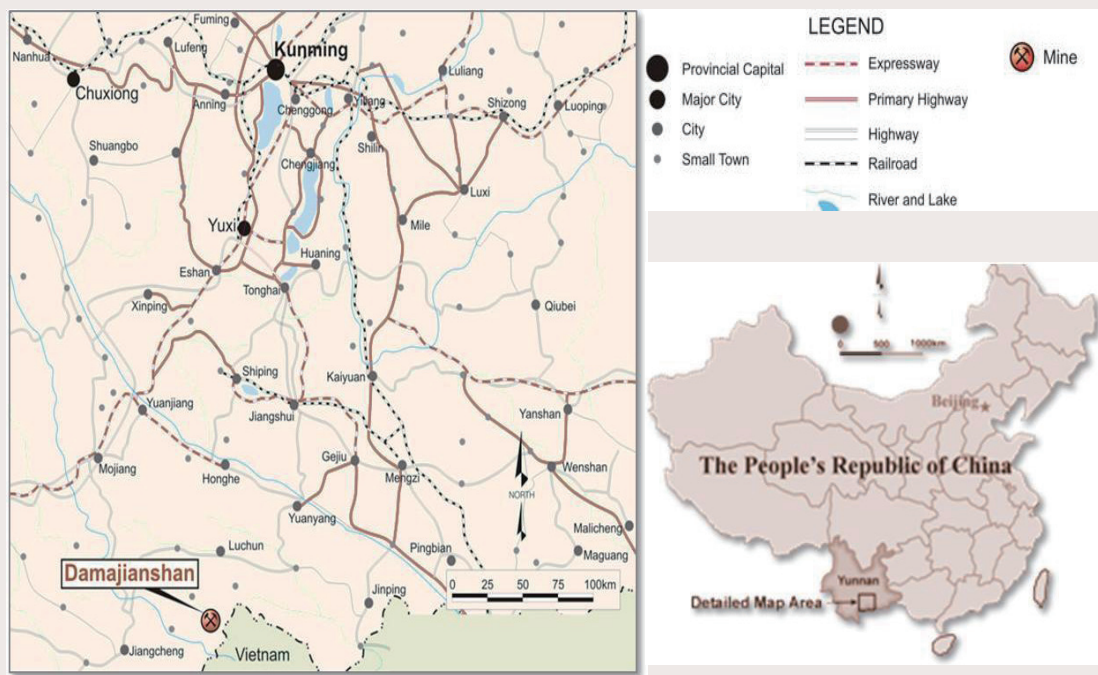 Fuming
Nanhua
Lufeng
Kunming
Luliang
Chuxiong
Anning
Chenggong
Yiliang
Shizong
Luoping
Shuangbo
Shilin
Chengjiang
Luxi
Yuxi
Mile
Huaning
Eshan
Tonghai
Xinping
Qiubei
Shiping
Kaiyuan
Yuanjiang
Jiangshui
Yanshan
Mojiang
Honghe
Gejiu
Mengzi
Wenshan
NORTH
Yuanyang
Malicheng
Luchun
Pingbian
Maguang
Damajianshan
0 25 50 75 100km
Jinping
Jiangcheng
Vietnam
LEGEND
Provincial Capital
Major City
City
Small Town
Expressway
Primary Highway
Highway
Railroad
River and Lake
Mine
0 500 1000km
Beijing
The People's Republic of China
Yunnan
Detailed Map Area